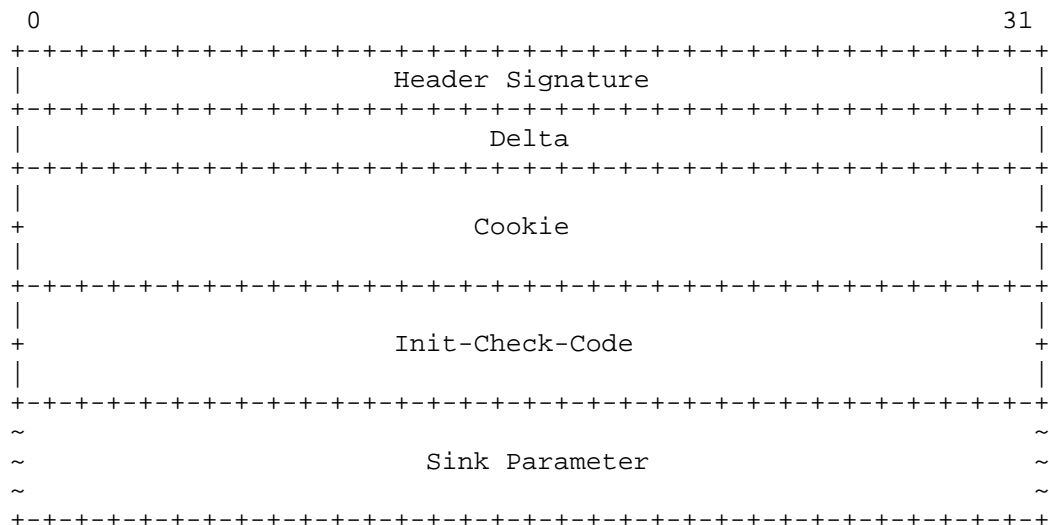 0                                                             31
+-+-+-+-+-+-+-+-+-+-+-+-+-+-+-+-+-+-+-+-+-+-+-+-+-+-+-+-+-+-+-+-+
|                       Header Signature                        |
+-+-+-+-+-+-+-+-+-+-+-+-+-+-+-+-+-+-+-+-+-+-+-+-+-+-+-+-+-+-+-+-+
|                             Delta                             |
+-+-+-+-+-+-+-+-+-+-+-+-+-+-+-+-+-+-+-+-+-+-+-+-+-+-+-+-+-+-+-+-+
|                                                               |
+                            Cookie                             +
|                                                               |
+-+-+-+-+-+-+-+-+-+-+-+-+-+-+-+-+-+-+-+-+-+-+-+-+-+-+-+-+-+-+-+-+
|                                                               |
+                       Init-Check-Code                         +
|                                                               |
+-+-+-+-+-+-+-+-+-+-+-+-+-+-+-+-+-+-+-+-+-+-+-+-+-+-+-+-+-+-+-+-+
~                                                               ~
~                         Sink Parameter                        ~
~                                                               ~
+-+-+-+-+-+-+-+-+-+-+-+-+-+-+-+-+-+-+-+-+-+-+-+-+-+-+-+-+-+-+-+-+